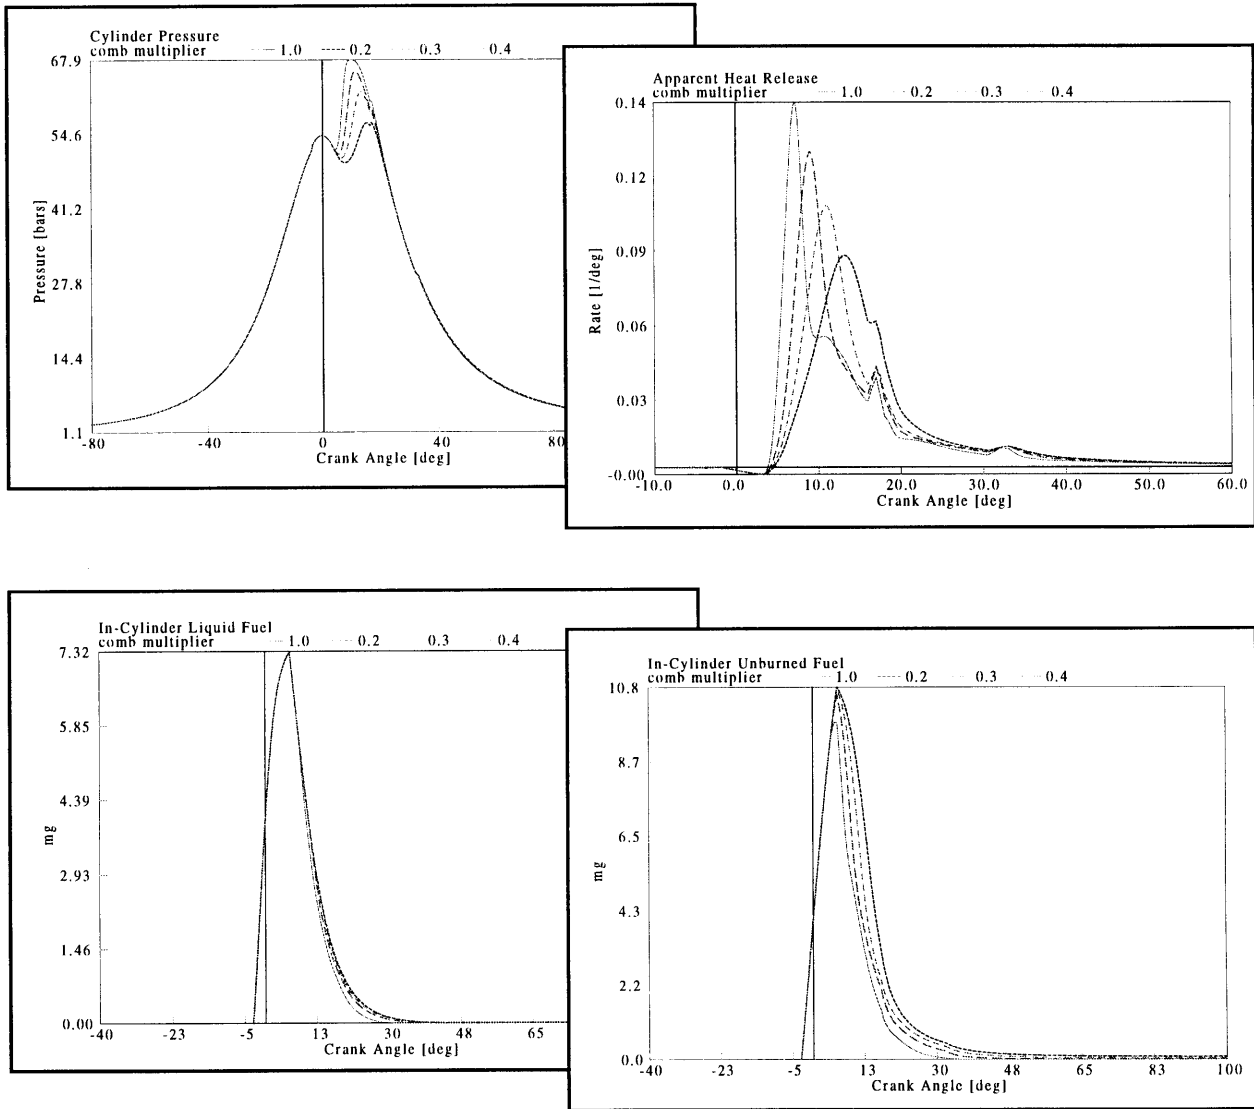 Cylinder Pressure
comb multiplier 1.0 0.2 0.3 0.4
67.9
54.6
41.2
27.8
14.4
1.1
Pressure [bars]
-80 -40 0 40 80
Crank Angle [deg]
Apparent Heat Release
comb multiplier 1.0 0.2 0.3 0.4
0.14
0.12
0.09
0.06
0.03
-0.00
Rate [1/deg]
-10.0 0.0 10.0 20.0 30.0 40.0 50.0 60.0
Crank Angle [deg]
In-Cylinder Liquid Fuel
comb multiplier 1.0 0.2 0.3 0.4
7.32
5.85
4.39
2.93
1.46
0.00
mg
-40 -23 -5 13 30 48 65
Crank Angle [deg]
In-Cylinder Unburned Fuel
comb multiplier 1.0 0.2 0.3 0.4
10.8
8.7
6.5
4.3
2.2
0.0
mg
-40 -23 -5 13 30 48 65 83 100
Crank Angle [deg]